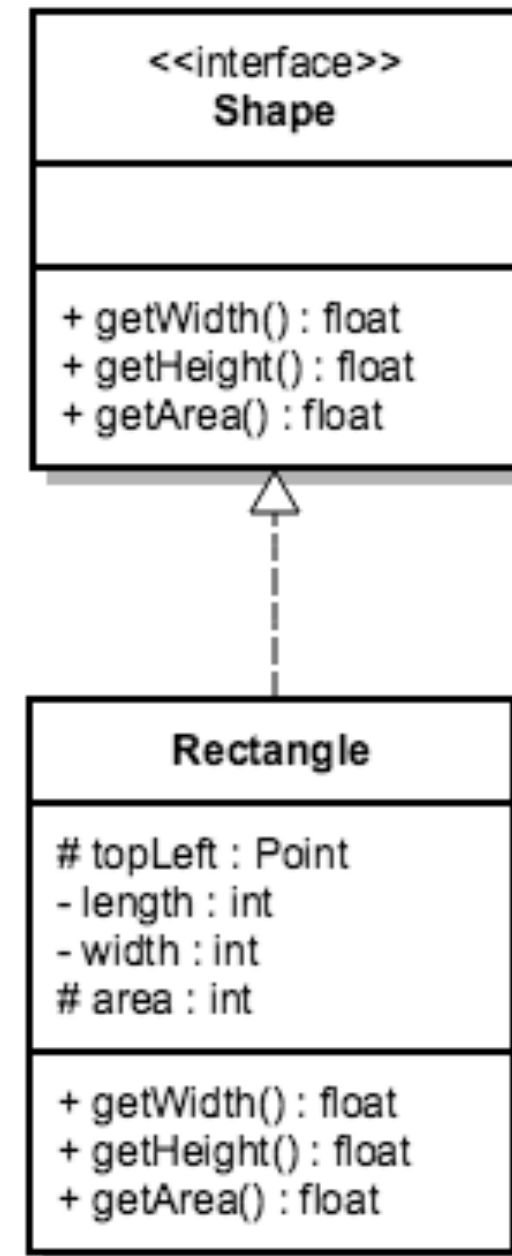 <<interface>>
Shape
+ getWidth() : float
+ getHeight() : float
+ getArea() : float
Rectangle
# topLeft : Point
- length : int
- width : int
# area : int
+ getWidth() : float
+ getHeight() : float
+ getArea() : float